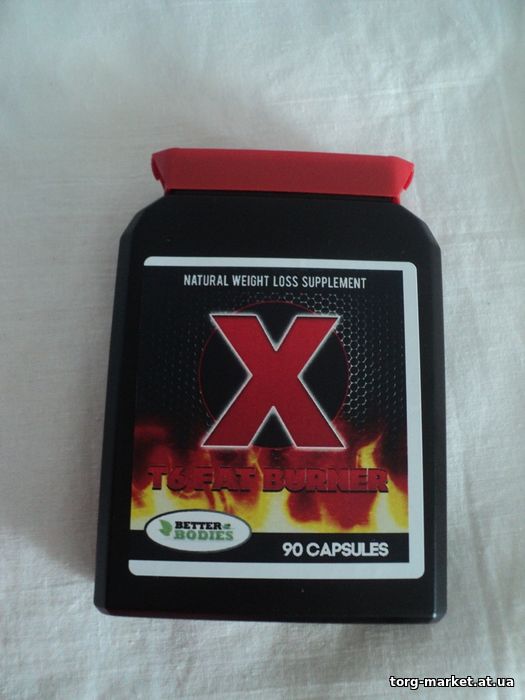 NATURAL WEIGHT LOSS SUPPLEMENT
X
T6 FAT BURNER
BETTER
BODIES
90 CAPSULES
torg-market.at.ua